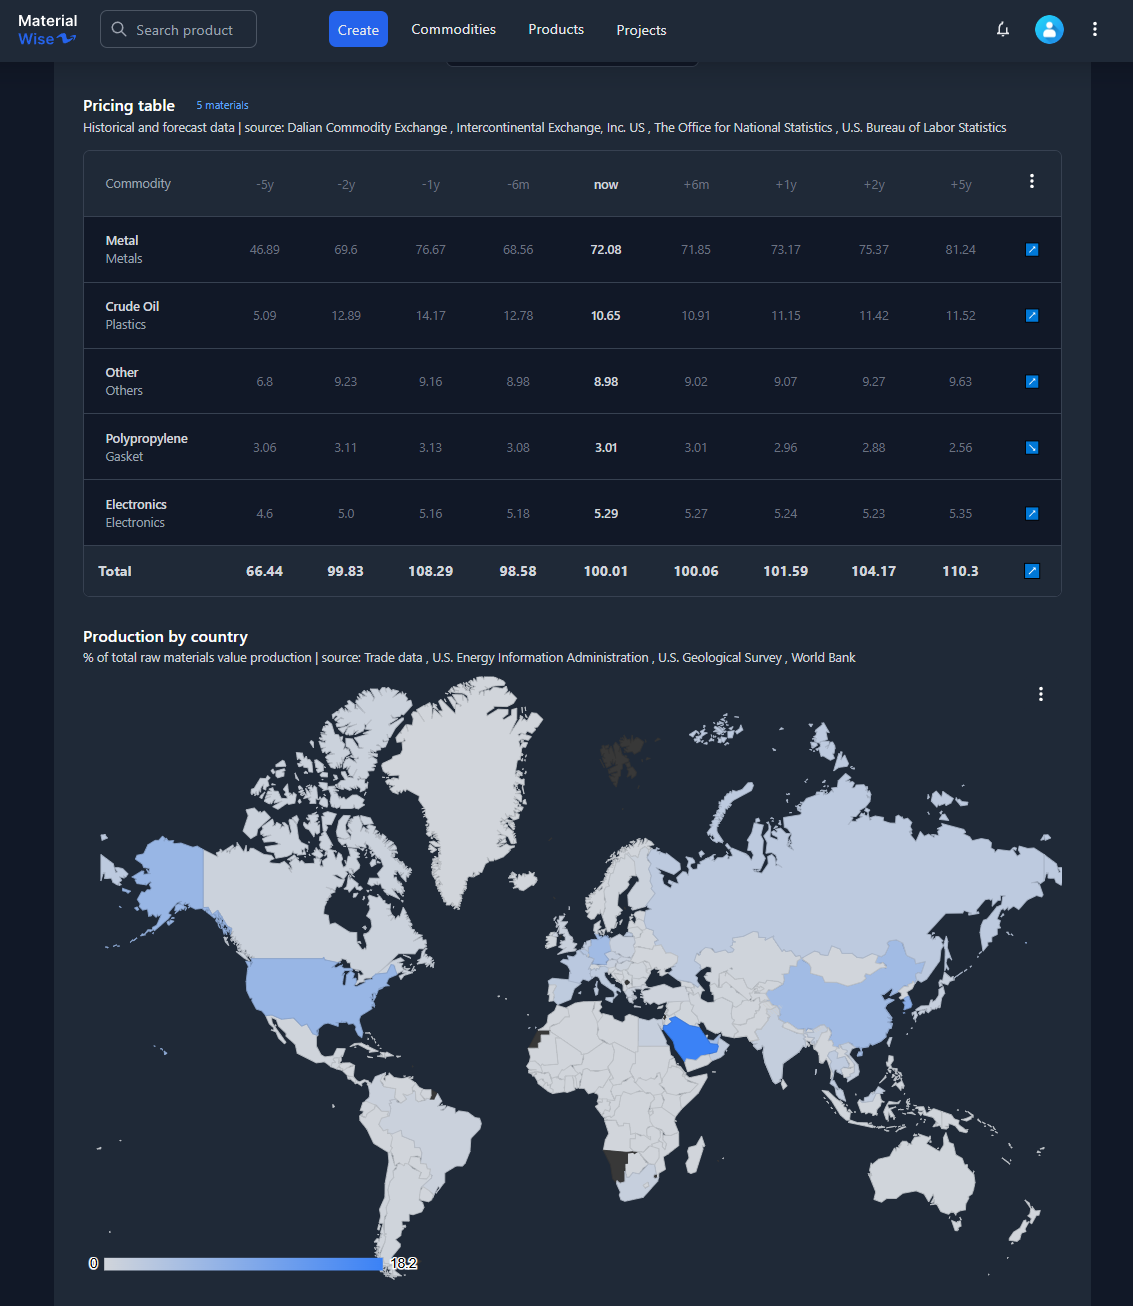 Material
Wise
Search product
Create
Commodities
Products
Projects
Pricing table 5 materials
Historical and forecast data | source: Dalian Commodity Exchange , Intercontinental Exchange, Inc. US , The Office for National Statistics , U.S. Bureau of Labor Statistics
Commodity -5y -2y -1y -6m now +6m +1y +2y +5y
Metal
Metals
46.89 69.6 76.67 68.56 72.08 71.85 73.17 75.37 81.24
Crude Oil
Plastics
5.09 12.89 14.17 12.78 10.65 10.91 11.15 11.42 11.52
Other
Others
6.8 9.23 9.16 8.98 8.98 9.02 9.07 9.27 9.63
Polypropylene
Gasket
3.06 3.11 3.13 3.08 3.01 3.01 2.96 2.88 2.56
Electronics
Electronics
4.6 5.0 5.16 5.18 5.29 5.27 5.24 5.23 5.35
Total 66.44 99.83 108.29 98.58 100.01 100.06 101.59 104.17 110.3
Production by country
% of total raw materials value production | source: Trade data , U.S. Energy Information Administration , U.S. Geological Survey , World Bank
0 18.2